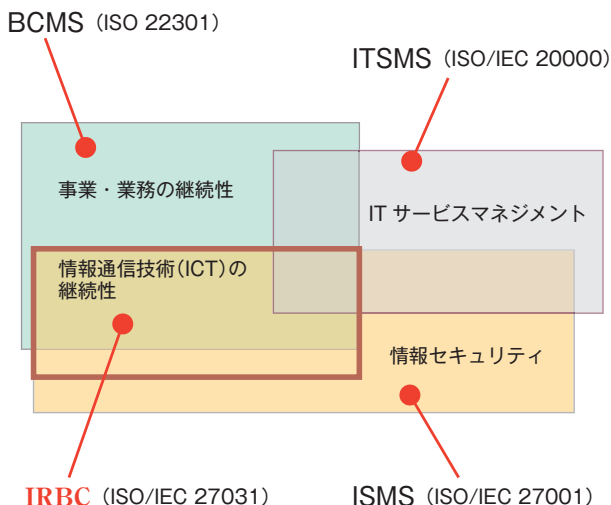 BCMS (ISO 22301)
ITSMS (ISO/IEC 20000)
事業・業務の継続性
IT サービスマネジメント
情報通信技術(ICT)の
継続性
情報セキュリティ
IRBC (ISO/IEC 27031)
ISMS (ISO/IEC 27001)